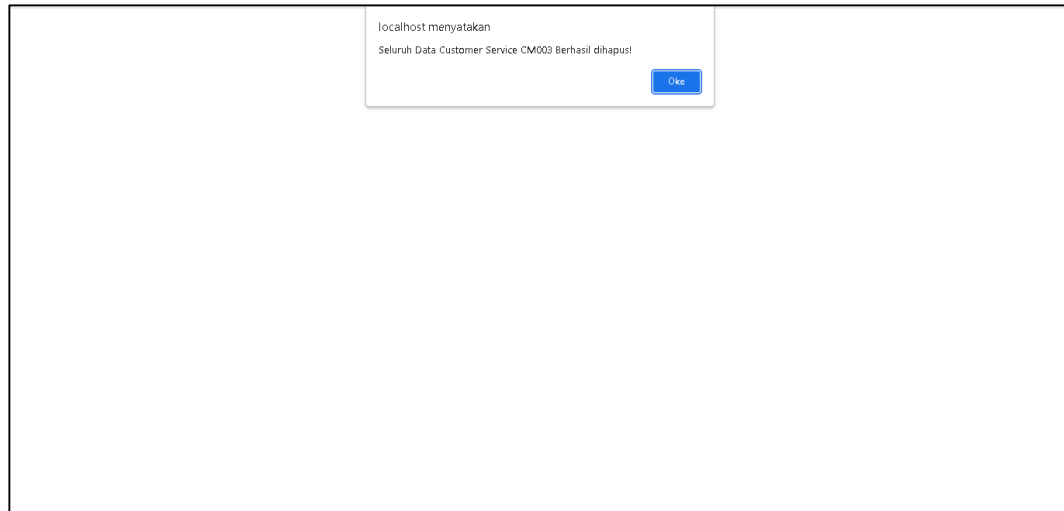 localhost menyatakan
Seluruh Data Customer Service CM003 Berhasil dihapus!
Oke